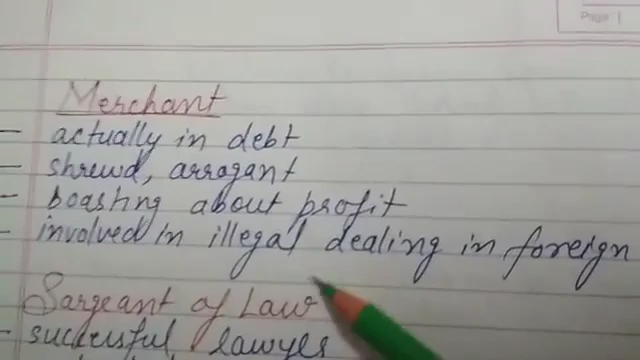 Page
Merchant
- actually in debt
- shrewd, arrogant
- boasting about profit
- involved in illegal dealing in foreign
Sargeant of Law
- successful lawyer